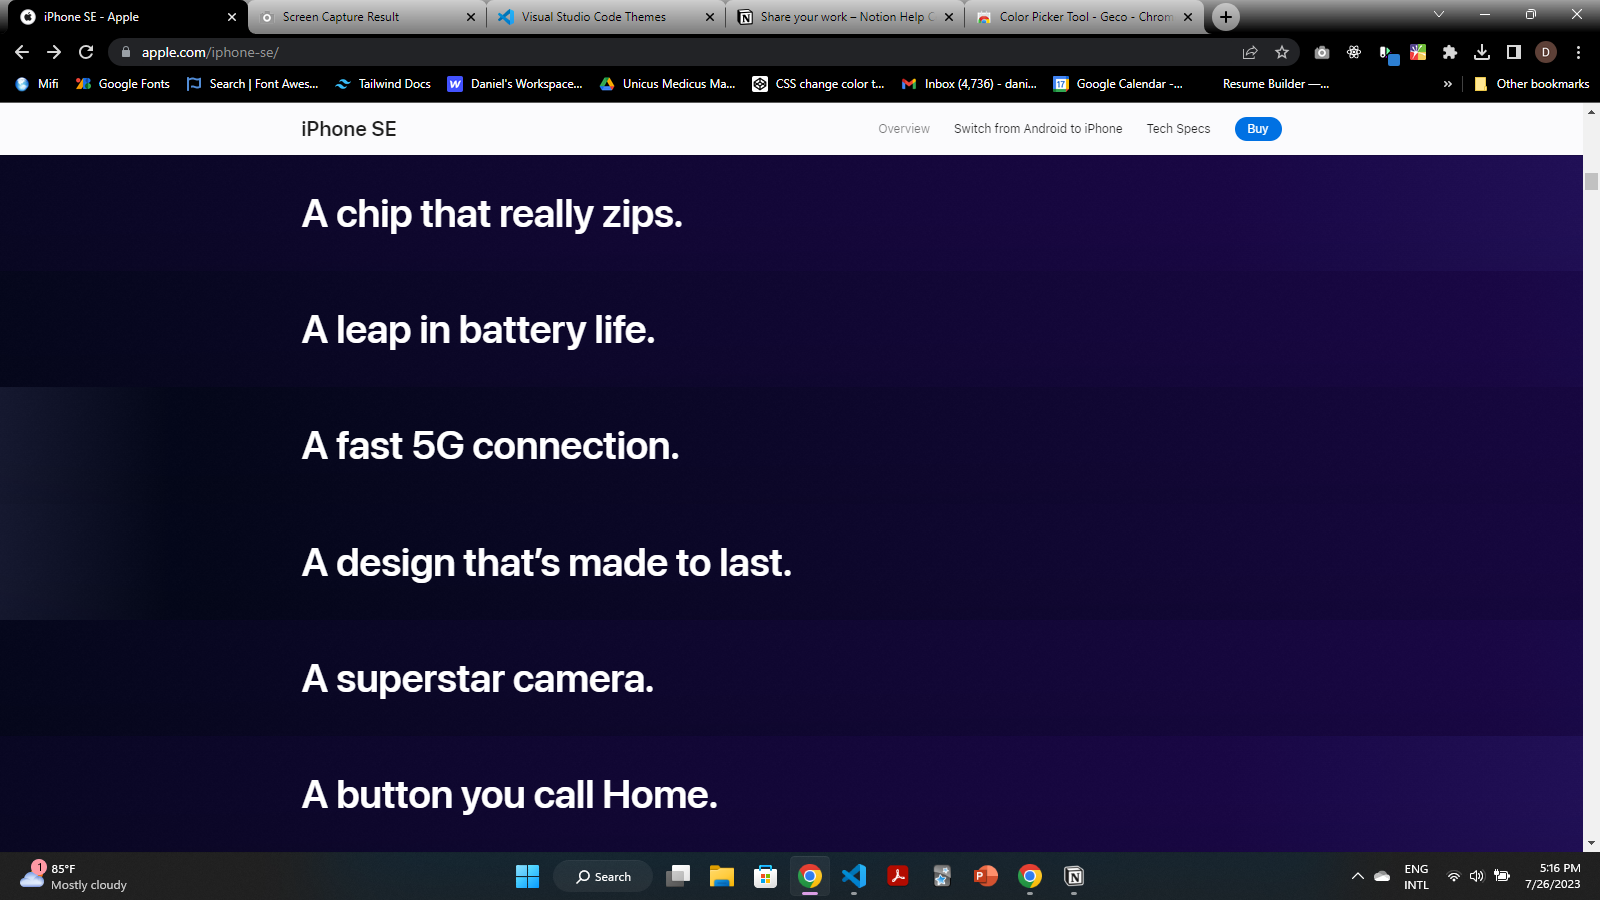 iPhone SE - Apple
Screen Capture Result
Visual Studio Code Themes
Share your work – Notion Help C
Color Picker Tool - Geco - Chrom
apple.com/iphone-se/
D
Mifi
Google Fonts
Search | Font Awes...
Tailwind Docs
Daniel's Workspace...
Unicus Medicus Ma...
CSS change color t...
Inbox (4,736) - dani...
Google Calendar -...
Resume Builder —...
»
Other bookmarks
iPhone SE
Overview
Switch from Android to iPhone
Tech Specs
Buy
A chip that really zips.
A leap in battery life.
A fast 5G connection.
A design that’s made to last.
A superstar camera.
A button you call Home.
1
85°F
Mostly cloudy
Search
ENG
INTL
5:16 PM
7/26/2023